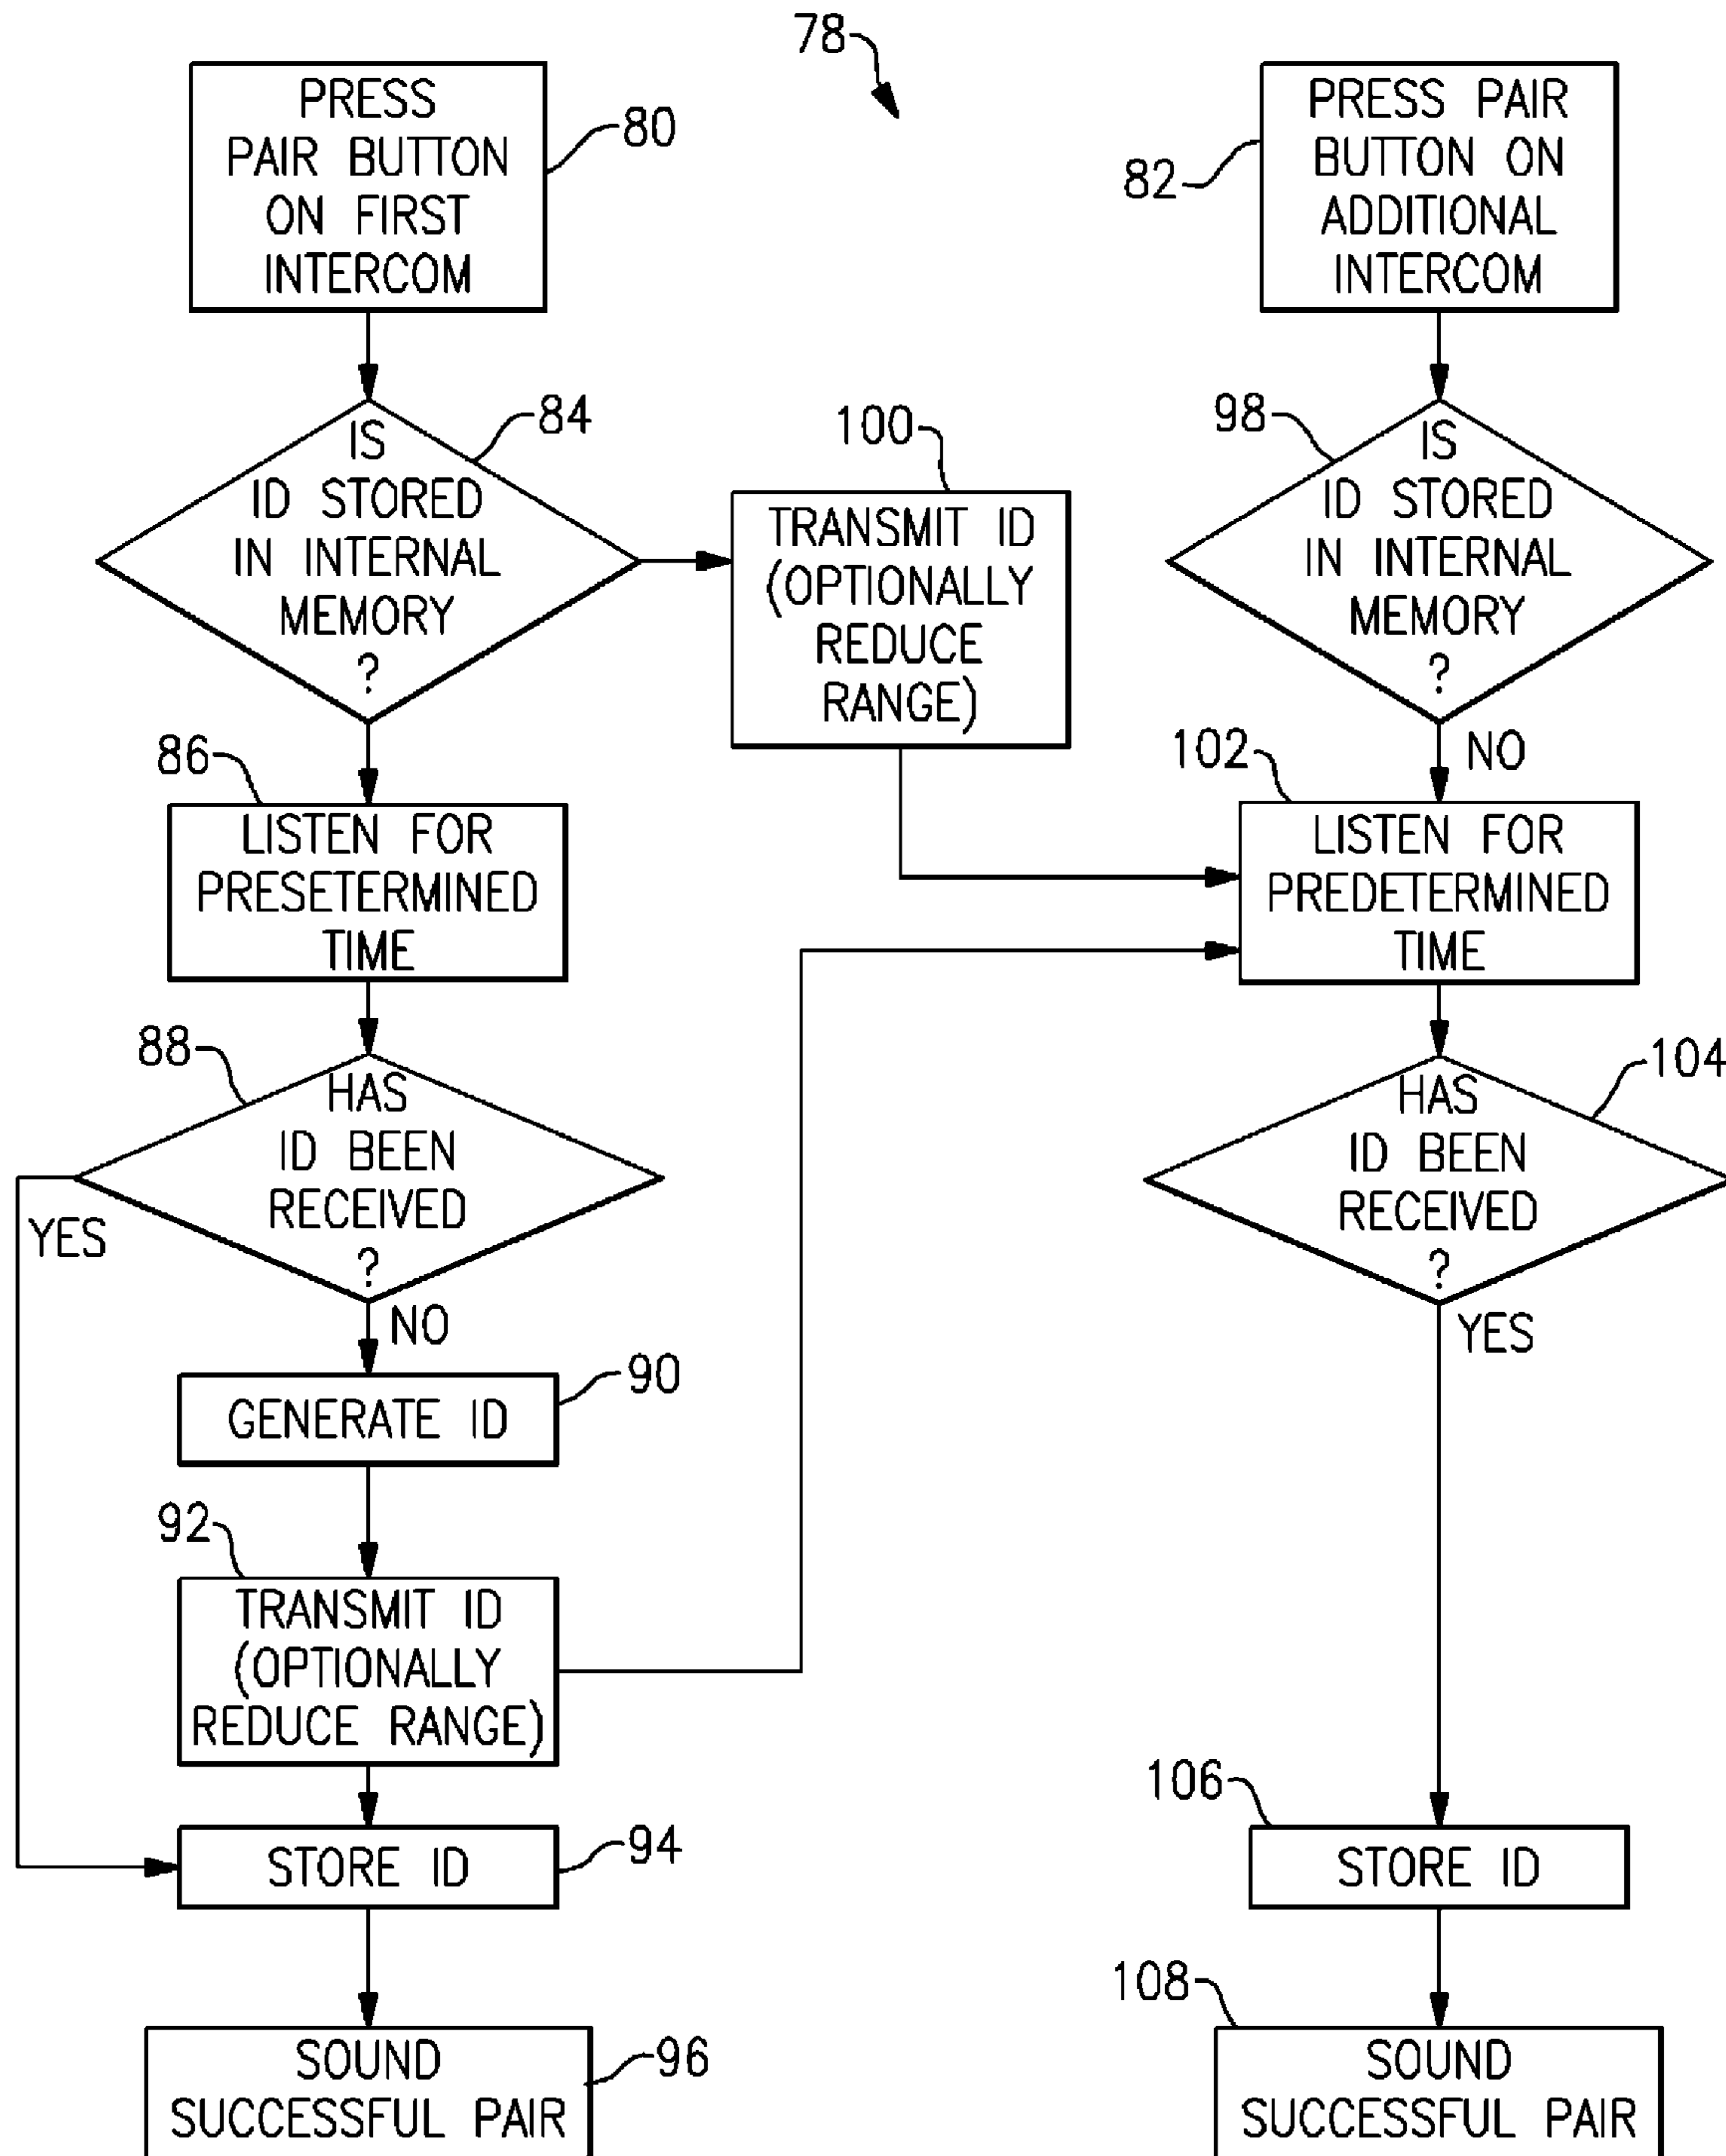 78
PRESS
PAIR BUTTON
ON FIRST
INTERCOM
80
PRESS PAIR
BUTTON ON
ADDITIONAL
INTERCOM
82
IS
ID STORED
IN INTERNAL
MEMORY
?
84
100
TRANSMIT ID
(OPTIONALLY
REDUCE
RANGE)
98
IS
ID STORED
IN INTERNAL
MEMORY
?
NO
86
LISTEN FOR
PRESETERMINED
TIME
102
LISTEN FOR
PREDETERMINED
TIME
88
HAS
ID BEEN
RECEIVED
?
YES
NO
104
HAS
ID BEEN
RECEIVED
?
YES
GENERATE ID
90
92
TRANSMIT ID
(OPTIONALLY
REDUCE RANGE)
STORE ID
94
106
STORE ID
SOUND
SUCCESSFUL PAIR
96
108
SOUND
SUCCESSFUL PAIR